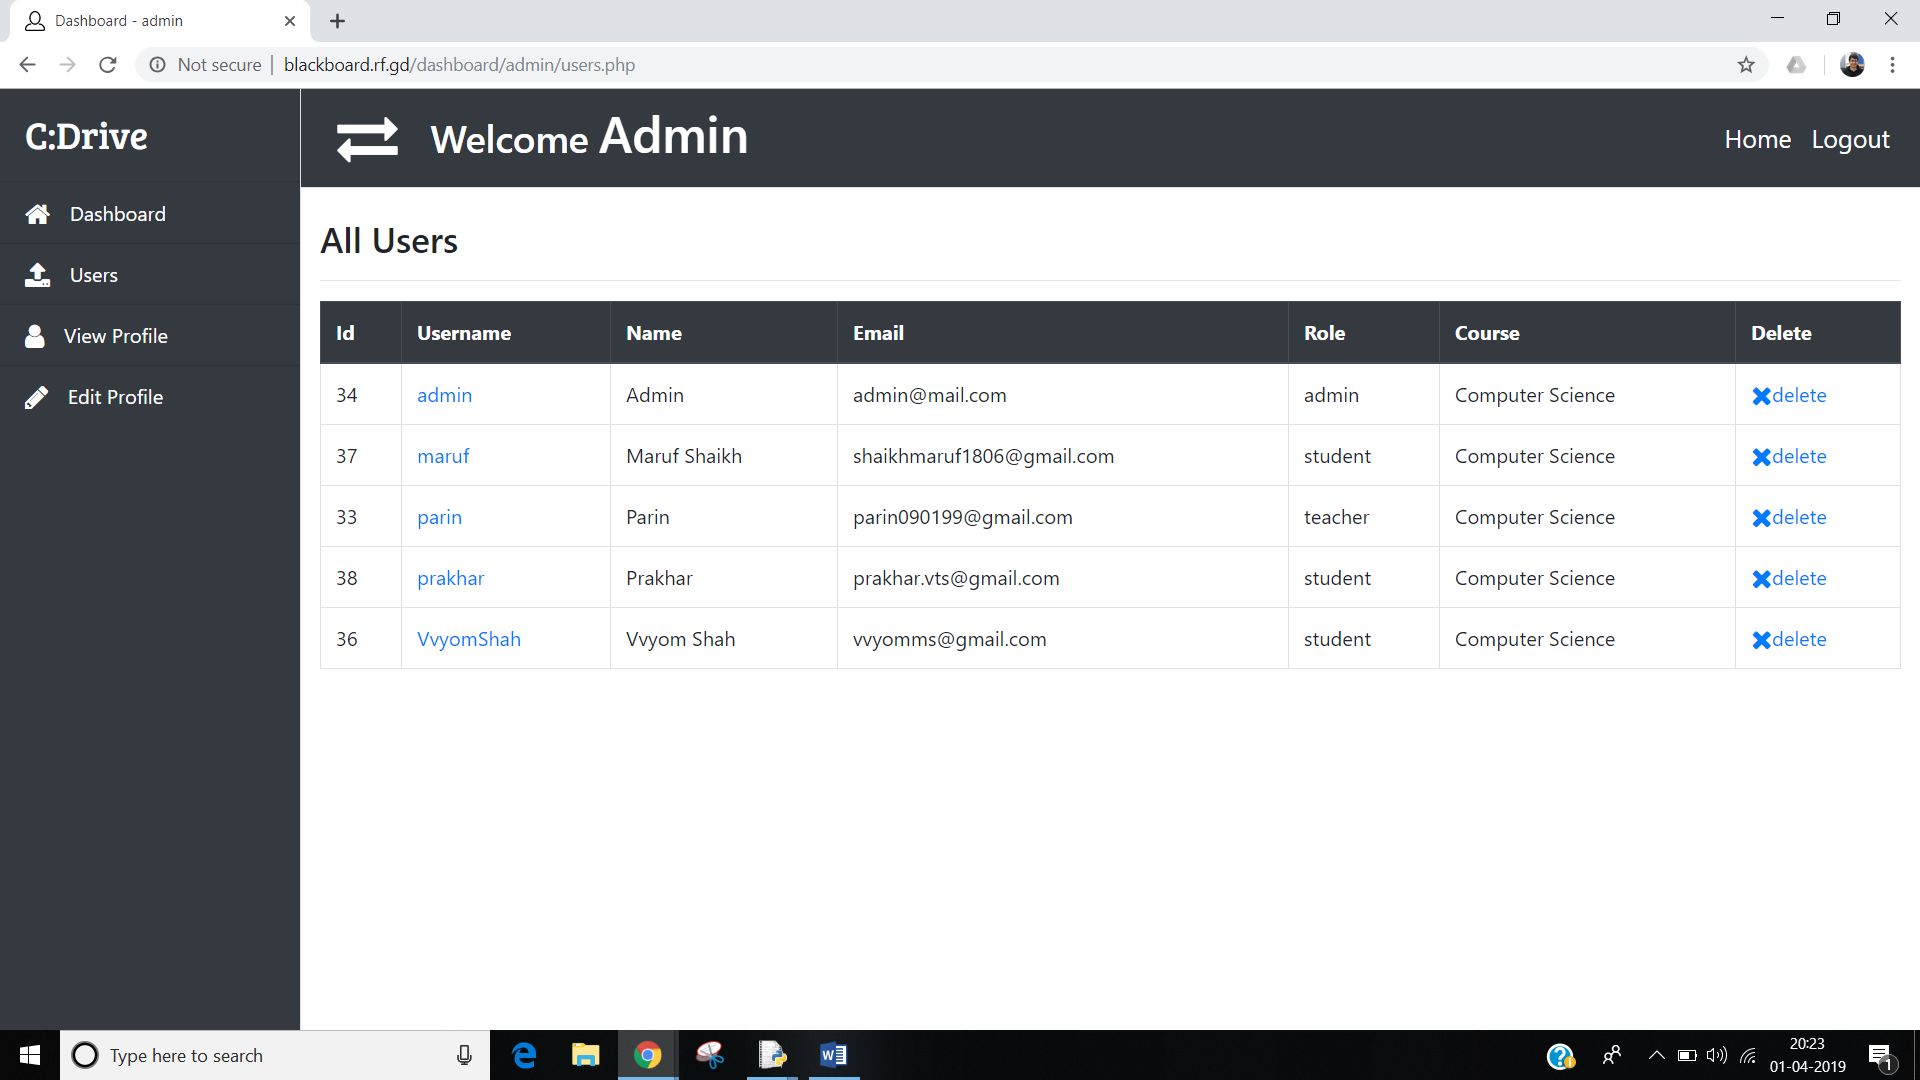 Dashboard - admin
Not secure | blackboard.rf.gd/dashboard/admin/users.php
C:Drive
Welcome Admin
Home Logout
Dashboard
Users
View Profile
Edit Profile
All Users
Id Username Name Email Role Course Delete
34 admin Admin admin@mail.com admin Computer Science delete
37 maruf Maruf Shaikh shaikhmaruf1806@gmail.com student Computer Science delete
33 parin Parin parin090199@gmail.com teacher Computer Science delete
38 prakhar Prakhar prakhar.vts@gmail.com student Computer Science delete
36 VvyomShah Vvyom Shah vvyomms@gmail.com student Computer Science delete
Type here to search
20:23
01-04-2019
1